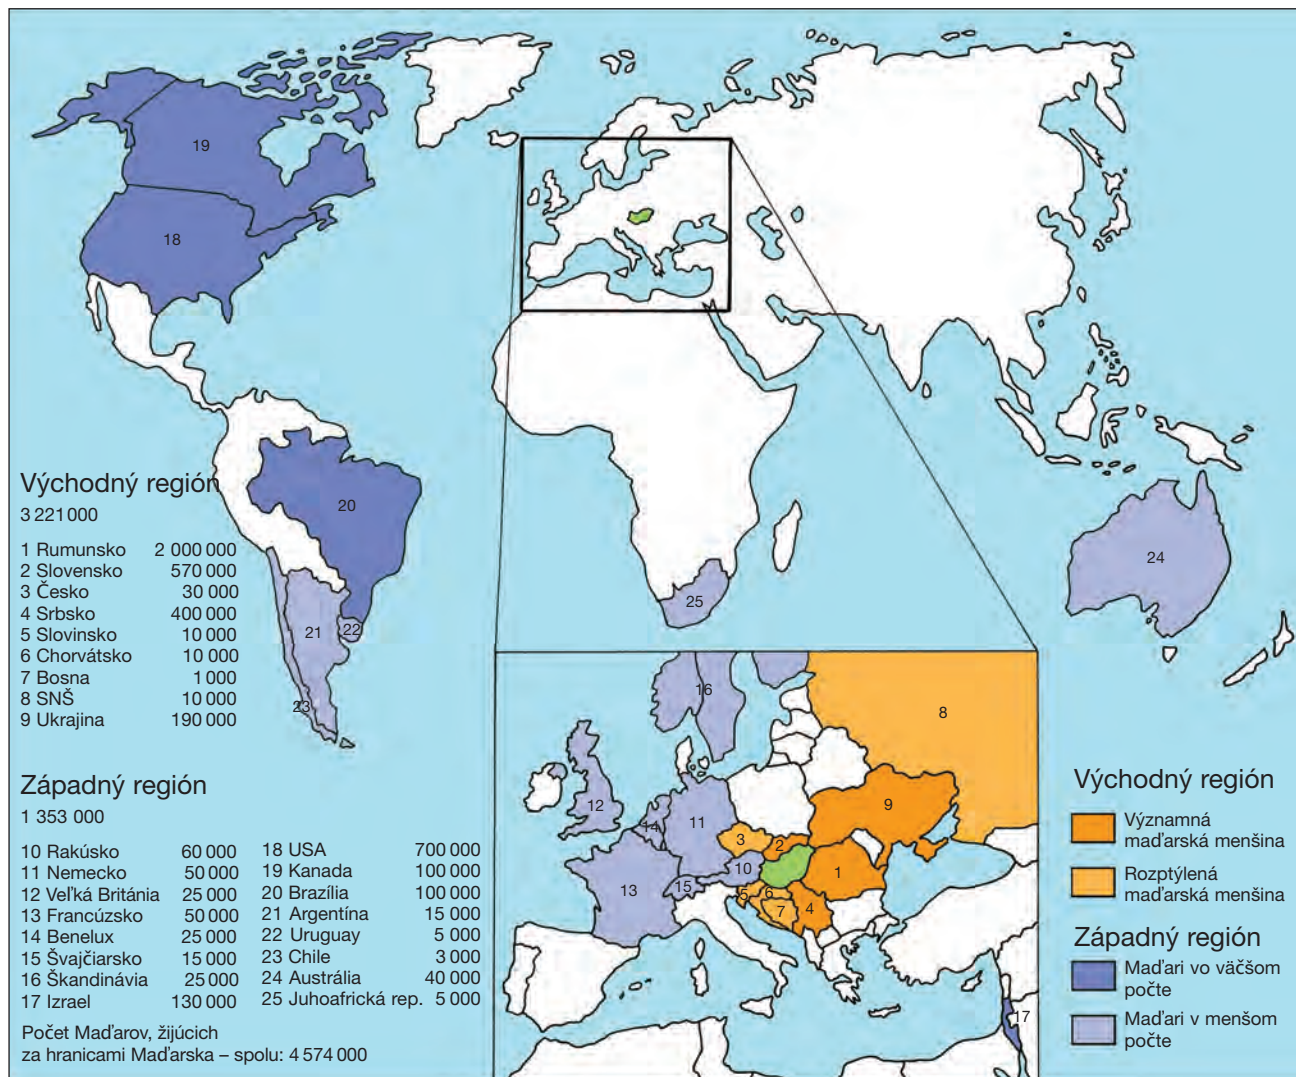 Východný región
3 221 000
1 Rumunsko 2 000 000
2 Slovensko 570 000
3 Česko 30 000
4 Srbsko 400 000
5 Slovinsko 10 000
6 Chorvátsko 10 000
7 Bosna 1 000
8 SNŠ 10 000
9 Ukrajina 190 000
Západný región
1 353 000
10 Rakúsko 60 000
11 Nemecko 50 000
12 Veľká Británia 25 000
13 Francúzsko 50 000
14 Benelux 25 000
15 Švajčiarsko 15 000
16 Škandinávia 25 000
17 Izrael 130 000
18 USA 700 000
19 Kanada 100 000
20 Brazília 100 000
21 Argentína 15 000
22 Uruguay 5 000
23 Chile 3 000
24 Austrália 40 000
25 Juhoafrická rep. 5 000
Počet Maďarov, žijúcich
za hranicami Maďarska – spolu: 4 574 000
19
18
20
21
22
23
24
25
16
8
12
14
11
9
3
2
10
13
15
1
5
6
7
4
17
Východný región
Významná
maďarská menšina
Rozptýlená
maďarská menšina
Západný región
Maďari vo väčšom
počte
Maďari v menšom
počte